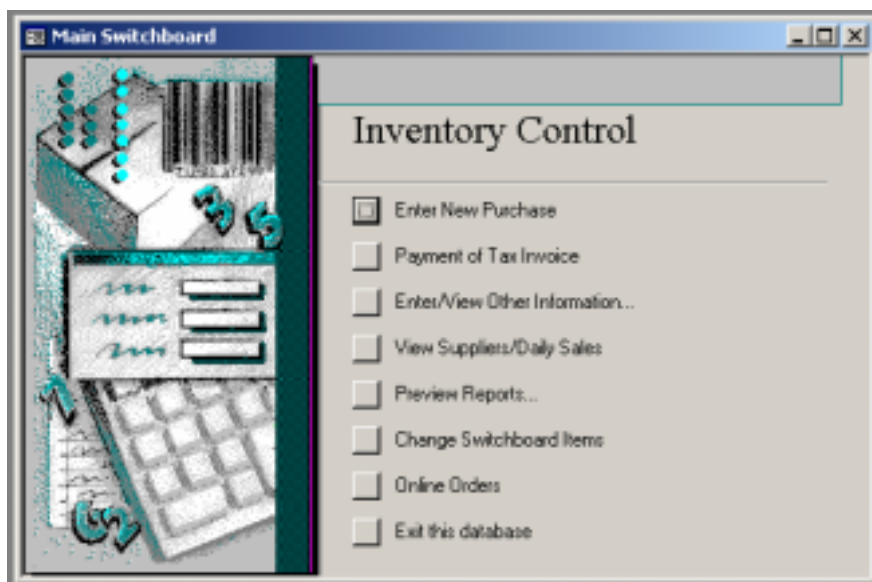 Main Switchboard
Inventory Control
Enter New Purchase
Payment of Tax Invoice
Enter/View Other Information...
View Suppliers/Daily Sales
Preview Reports...
Change Switchboard Items
Online Orders
Exit this database